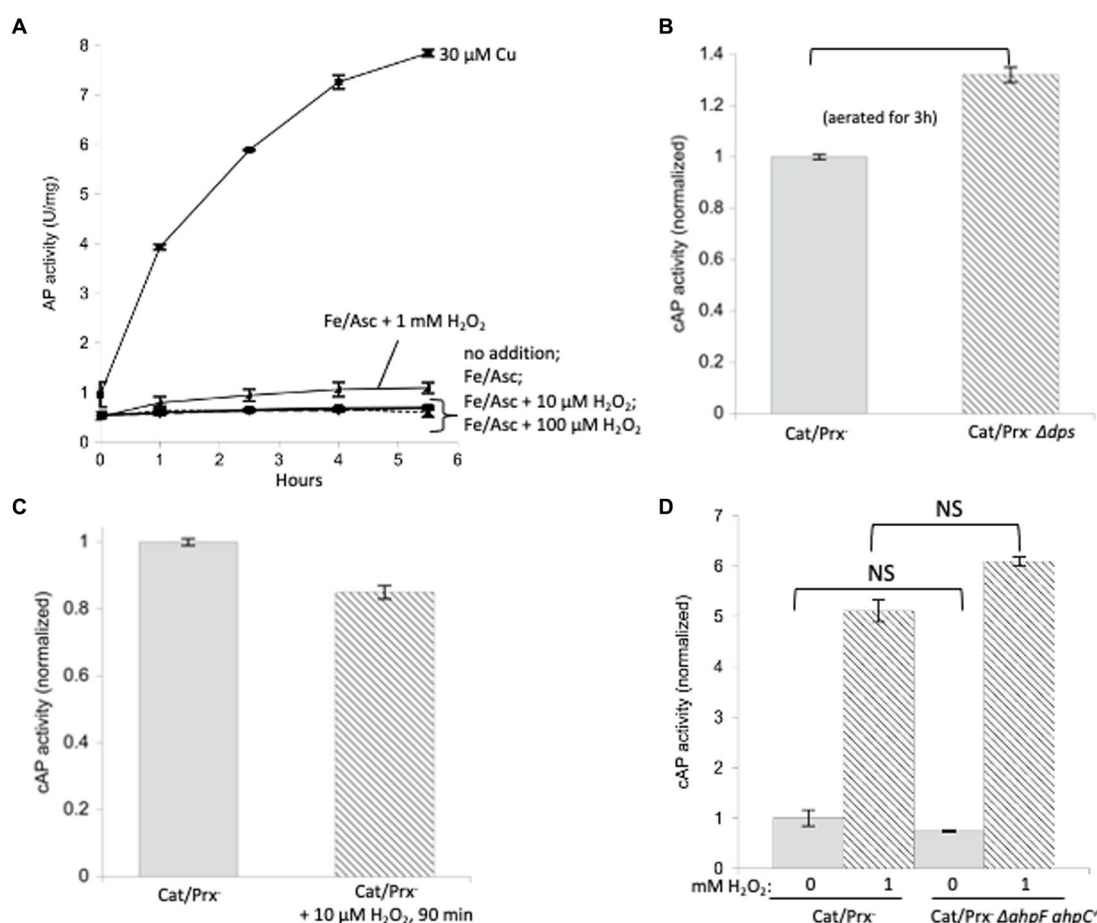 A
AP activity (U/mg)
8
7
6
5
4
3
2
1
0
30 µM Cu
Fe/Asc + 1 mM H₂O₂
no addition;
Fe/Asc;
Fe/Asc + 10 µM H₂O₂;
Fe/Asc + 100 µM H₂O₂
0 1 2 3 4 5 6
Hours
B
cAP activity (normalized)
1.4
1.2
1
0.8
0.6
0.4
0.2
0
(aerated for 3h)
Cat/Prx⁻ Cat/Prx⁻ Δdps
C
cAP activity (normalized)
1
0.8
0.6
0.4
0.2
0
Cat/Prx⁻ Cat/Prx⁻
+ 10 µM H₂O₂, 90 min
D
cAP activity (normalized)
7
6
5
4
3
2
1
0
NS
NS
mM H₂O₂: 0 1 0 1
Cat/Prx⁻ Cat/Prx⁻ ΔahpF ahpC'